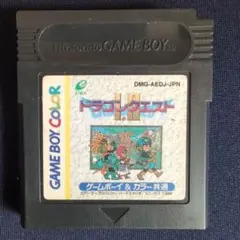 Nintendo GAME BOY
DMG-AEDJ-JPN
ドラゴンクエスト
I・II
GAME BOY COLOR
ゲームボーイ&カラー共通